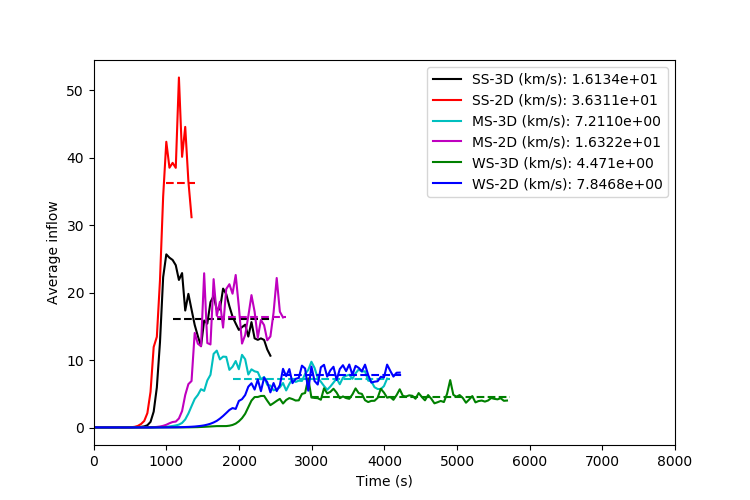 SS-3D (km/s): 1.6134e+01
SS-2D (km/s): 3.6311e+01
MS-3D (km/s): 7.2110e+00
MS-2D (km/s): 1.6322e+01
WS-3D (km/s): 4.471e+00
WS-2D (km/s): 7.8468e+00
50
40
30
20
10
0
Average inflow
0 1000 2000 3000 4000 5000 6000 7000 8000
Time (s)